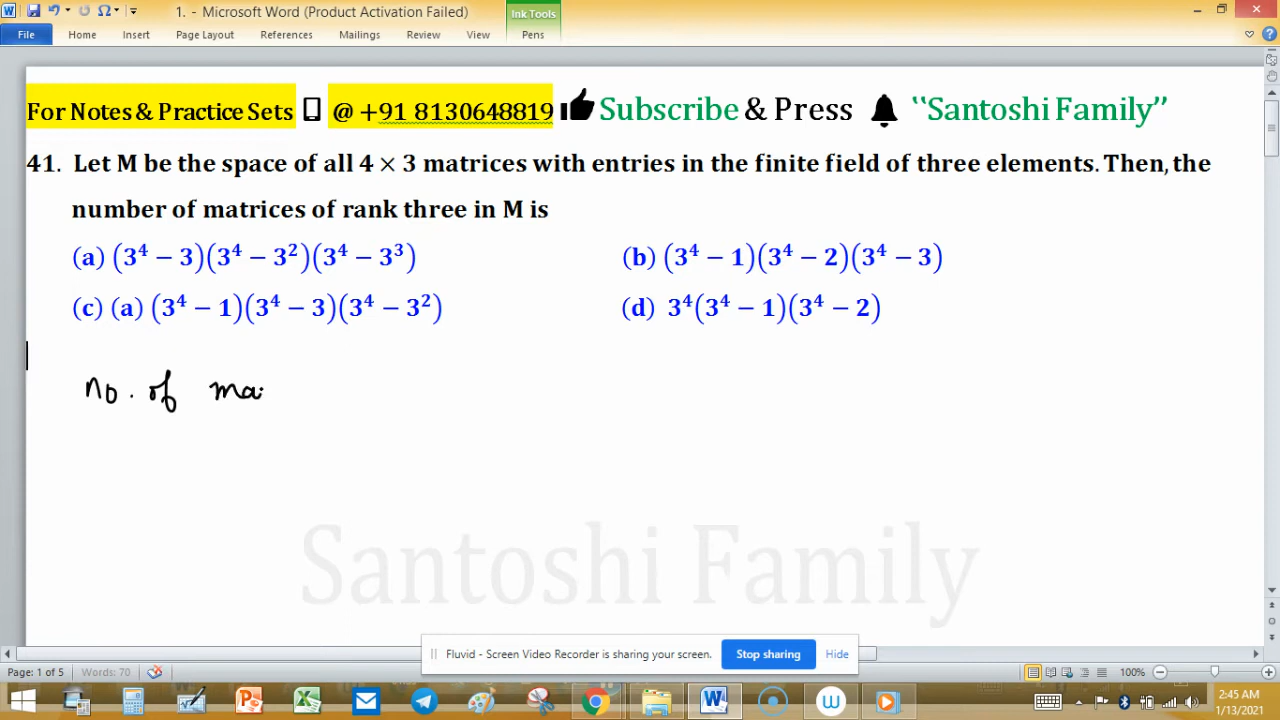 1. - Microsoft Word (Product Activation Failed)
Ink Tools
File Home Insert Page Layout References Mailings Review View Pens
For Notes & Practice Sets @ +91 8130648819 Subscribe & Press ‘‘Santoshi Family’’
41. Let M be the space of all 4 × 3 matrices with entries in the finite field of three elements. Then, the
number of matrices of rank three in M is
(a) (3⁴ − 3)(3⁴ − 3²)(3⁴ − 3³) (b) (3⁴ − 1)(3⁴ − 2)(3⁴ − 3)
(c) (a) (3⁴ − 1)(3⁴ − 3)(3⁴ − 3²) (d) 3⁴(3⁴ − 1)(3⁴ − 2)
no. of ma
Santoshi Family
Fluvid - Screen Video Recorder is sharing your screen. Stop sharing Hide
Page: 1 of 5 Words: 70 100%
2:45 AM
1/13/2021